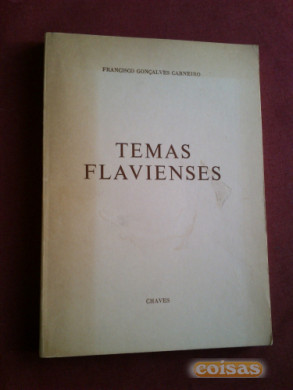 FRANCISCO GONÇALVES CARNEIRO
TEMAS
FLAVIENSES
CHAVES
coisas